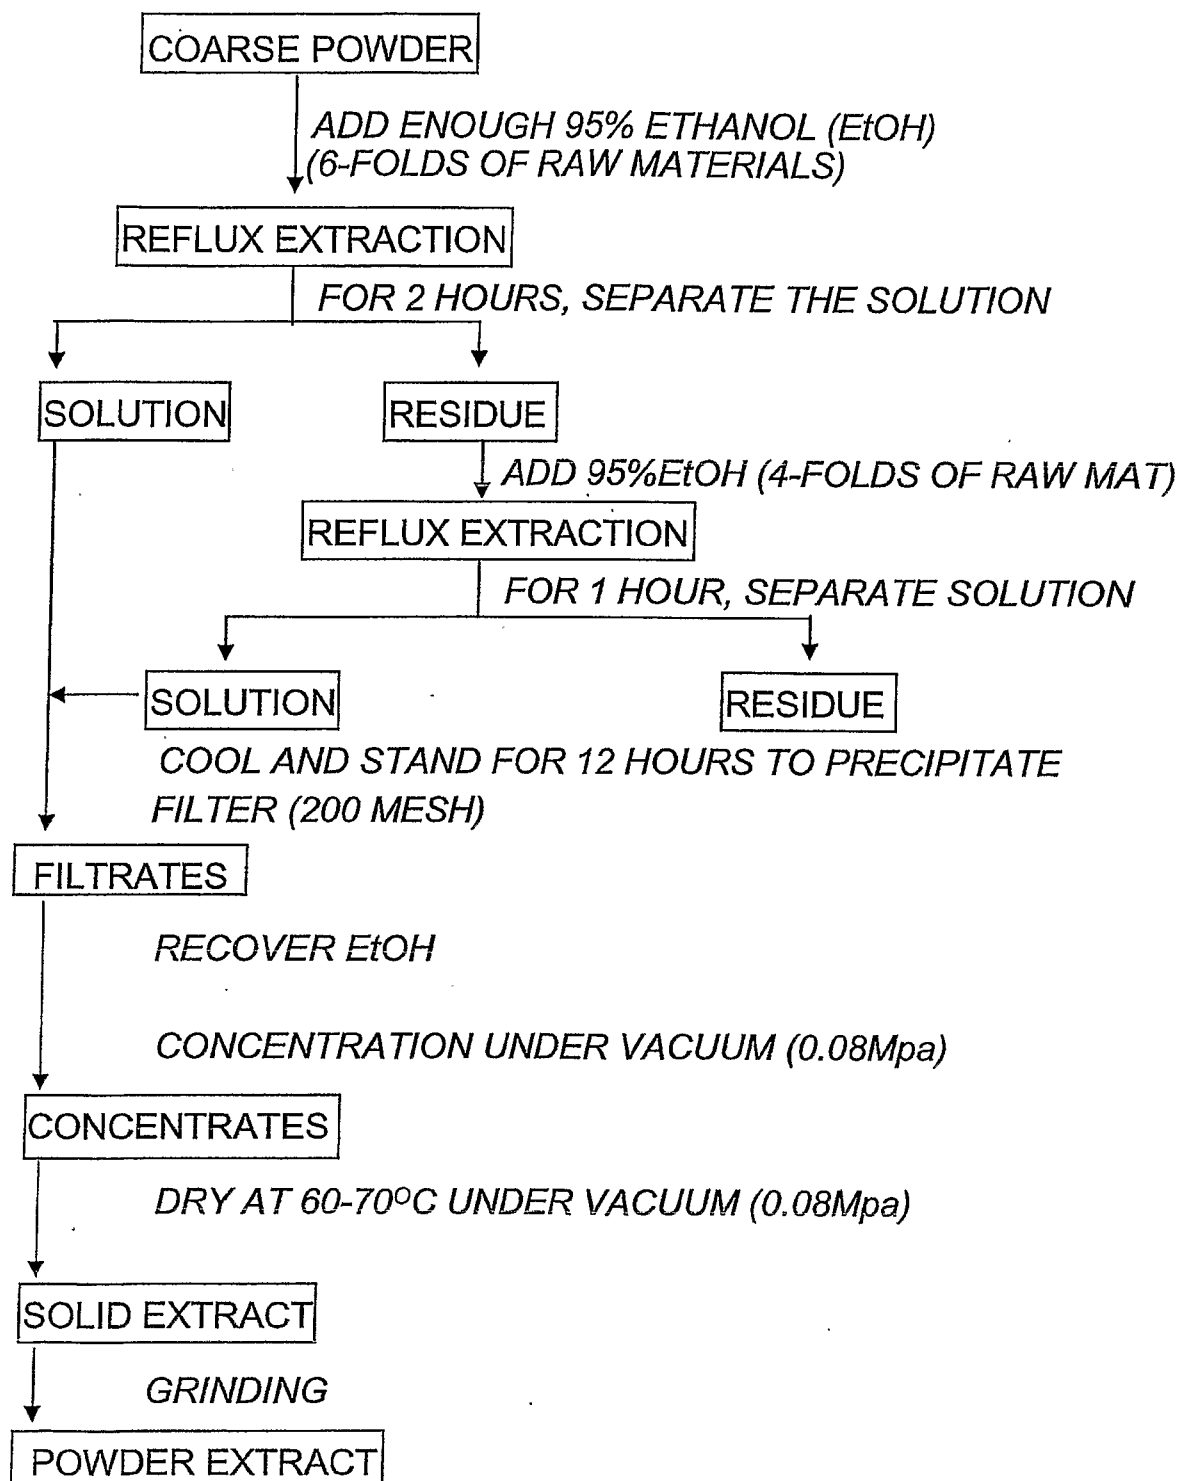 COARSE POWDER
ADD ENOUGH 95% ETHANOL (EtOH)
(6-FOLDS OF RAW MATERIALS)
REFLUX EXTRACTION
FOR 2 HOURS, SEPARATE THE SOLUTION
SOLUTION
RESIDUE
ADD 95%EtOH (4-FOLDS OF RAW MAT)
REFLUX EXTRACTION
FOR 1 HOUR, SEPARATE SOLUTION
SOLUTION
RESIDUE
COOL AND STAND FOR 12 HOURS TO PRECIPITATE
FILTER (200 MESH)
FILTRATES
RECOVER EtOH
CONCENTRATION UNDER VACUUM (0.08Mpa)
CONCENTRATES
DRY AT 60-70°C UNDER VACUUM (0.08Mpa)
SOLID EXTRACT
GRINDING
POWDER EXTRACT